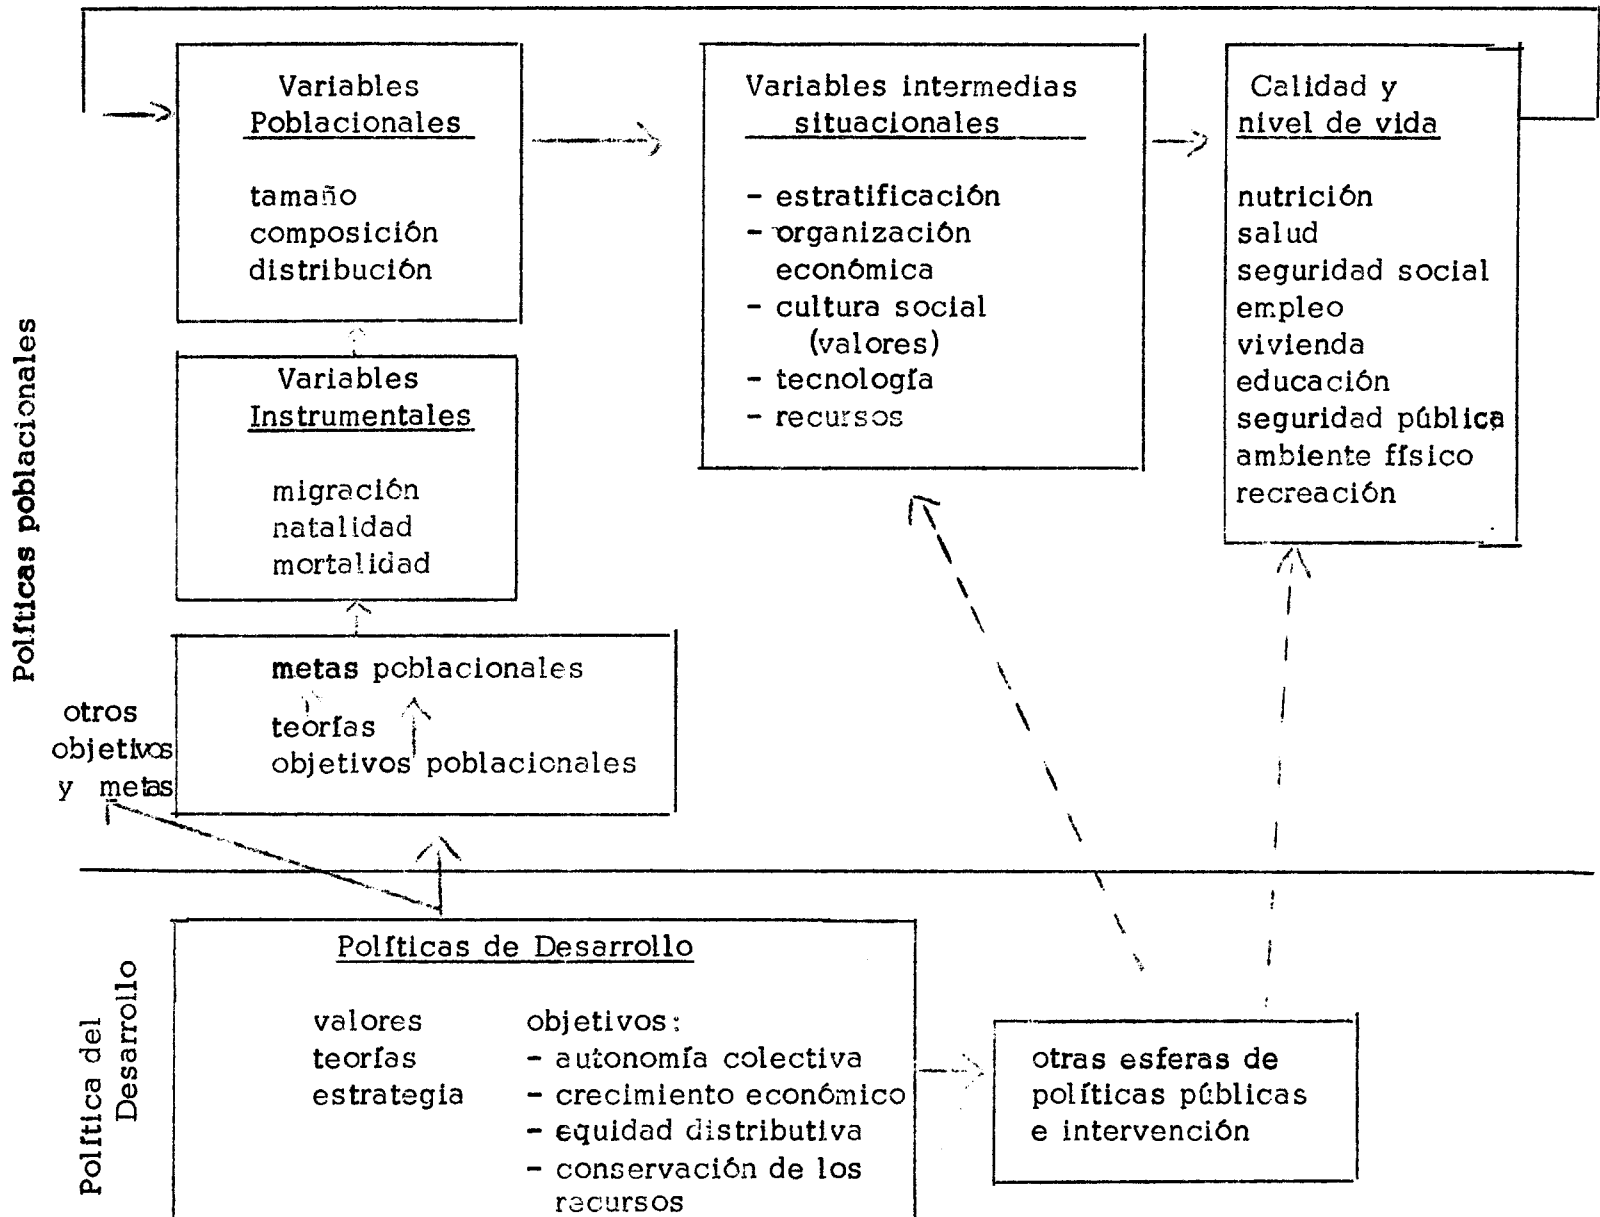 Variables
Poblacionales
tamaño
composición
distribución
Variables intermedias
situacionales
- estratificación
- organización
económica
- cultura social
(valores)
- tecnología
- recursos
Calidad y
nivel de vida
nutrición
salud
seguridad social
empleo
vivienda
educación
seguridad pública
ambiente físico
recreación
Políticas poblacionales
Variables
Instrumentales
migración
natalidad
mortalidad
metas poblacionales
teorías
objetivos poblacionales
otros
objetivos
y metas
Política del
Desarrollo
Políticas de Desarrollo
valores
teorías
estrategia
objetivos:
- autonomía colectiva
- crecimiento económico
- equidad distributiva
- conservación de los
recursos
otras esferas de
políticas públicas
e intervención